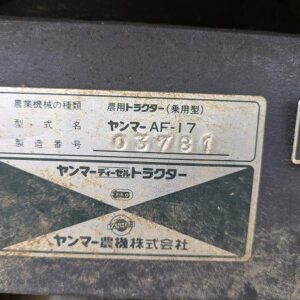 農業機械の種類 農用トラクター(乗用型)
型式名 ヤンマーAF-17
製造番号 03781
ヤンマーディーゼルトラクター
ヤンマー農機株式会社